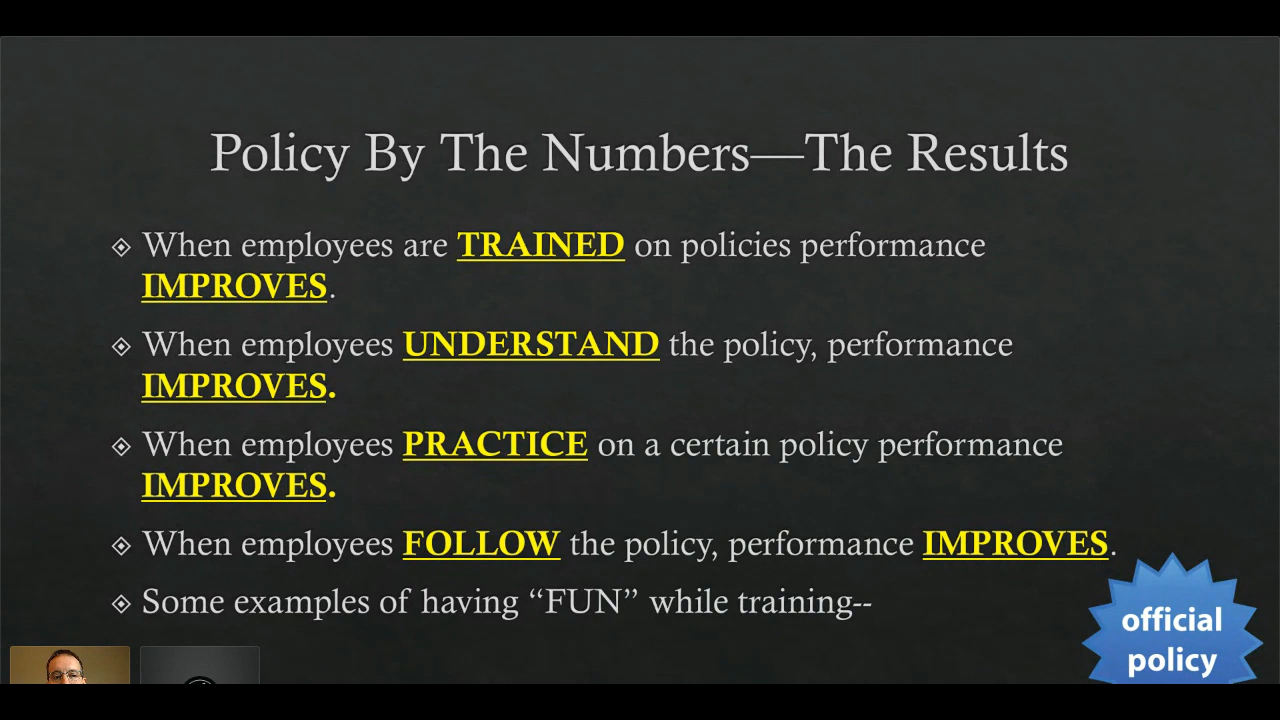 Policy By The Numbers—The Results
When employees are TRAINED on policies performance
IMPROVES.
When employees UNDERSTAND the policy, performance
IMPROVES.
When employees PRACTICE on a certain policy performance
IMPROVES.
When employees FOLLOW the policy, performance IMPROVES.
Some examples of having “FUN” while training--
official
policy